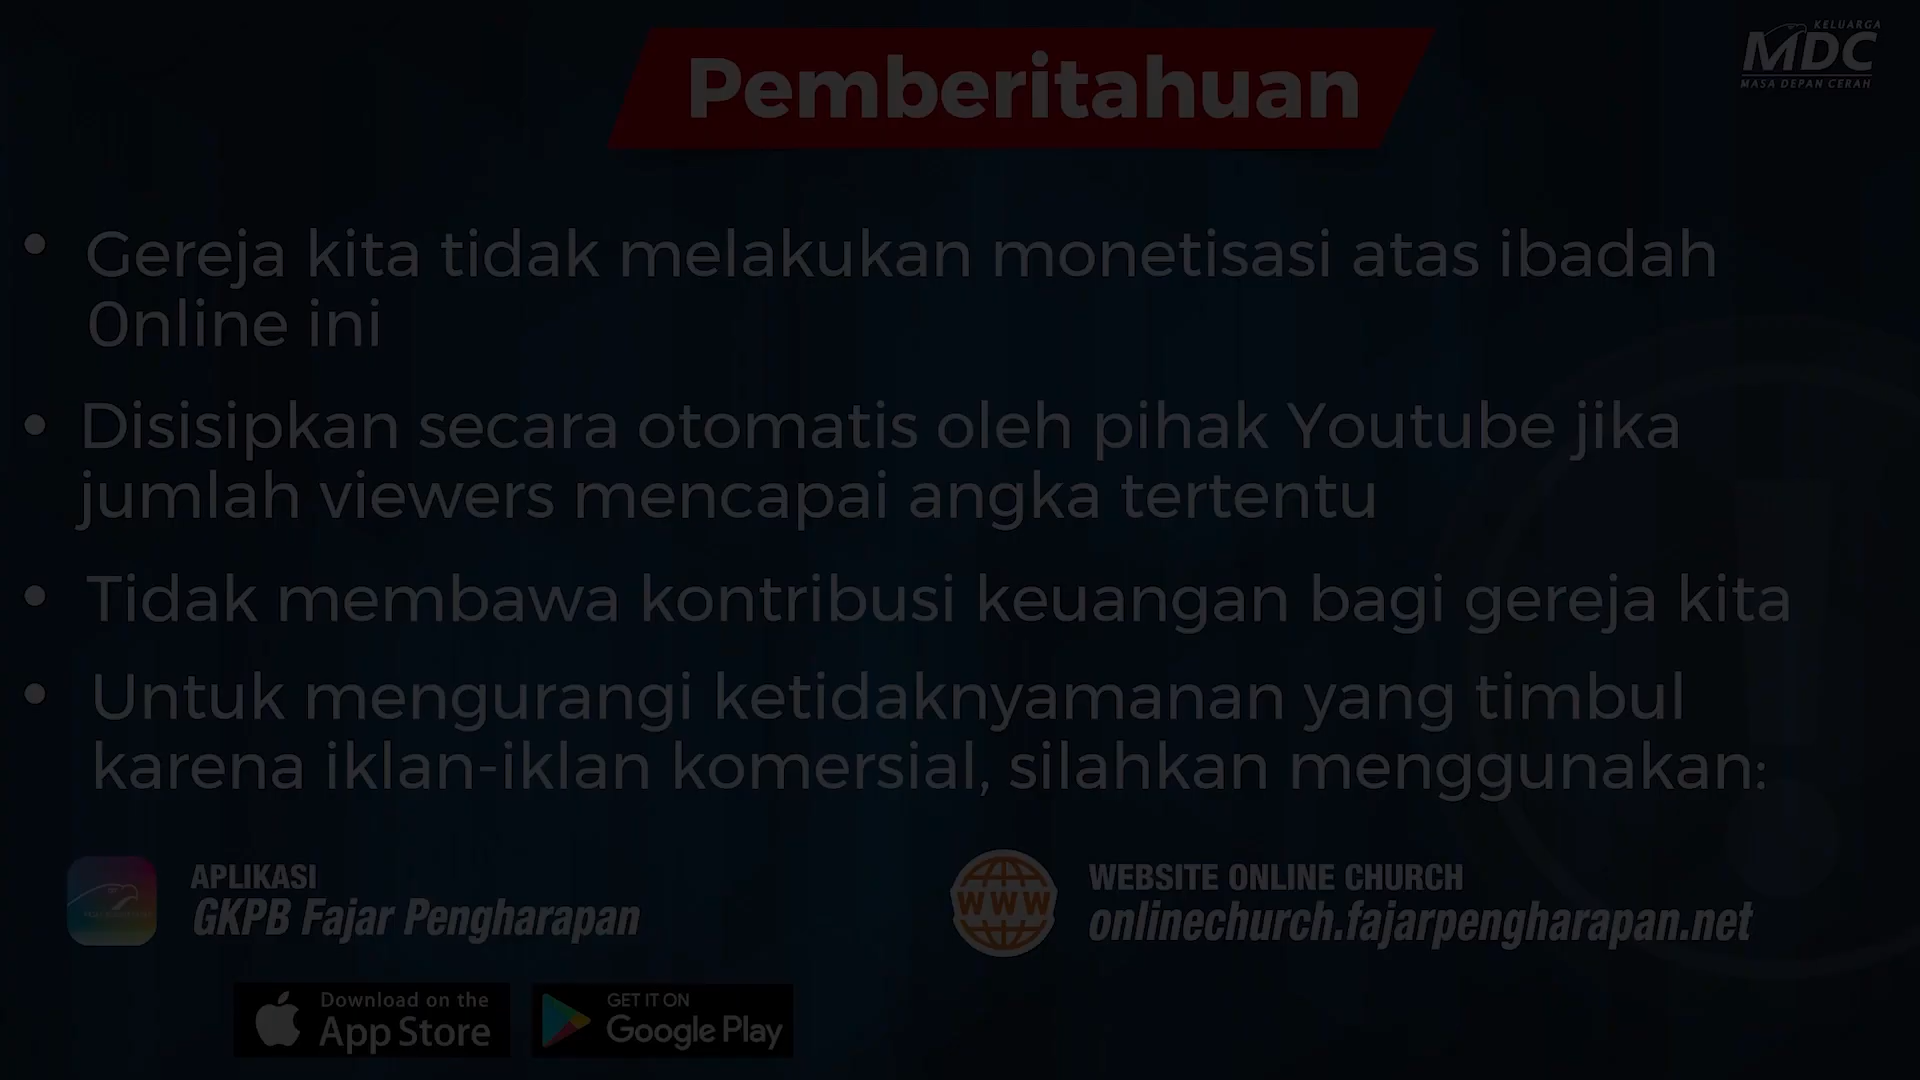 KELUARGA
MDC
MASA DEPAN CERAH
Pemberitahuan
• Gereja kita tidak melakukan monetisasi atas ibadah
Online ini
• Disisipkan secara otomatis oleh pihak Youtube jika
jumlah viewers mencapai angka tertentu
• Tidak membawa kontribusi keuangan bagi gereja kita
• Untuk mengurangi ketidaknyamanan yang timbul
karena iklan-iklan komersial, silahkan menggunakan:
APLIKASI
GKPB Fajar Pengharapan
WWW
WEBSITE ONLINE CHURCH
onlinechurch.fajarpengharapan.net
Download on the
App Store
GET IT ON
Google Play